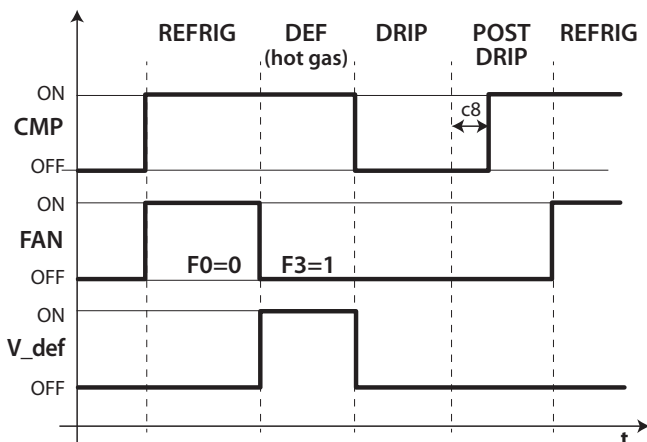 REFRIG DEF DRIP POST REFRIG
(hot gas) DRIP
ON
c8
CMP
OFF
ON
FAN
F0=0 F3=1
OFF
ON
V_def
OFF
t